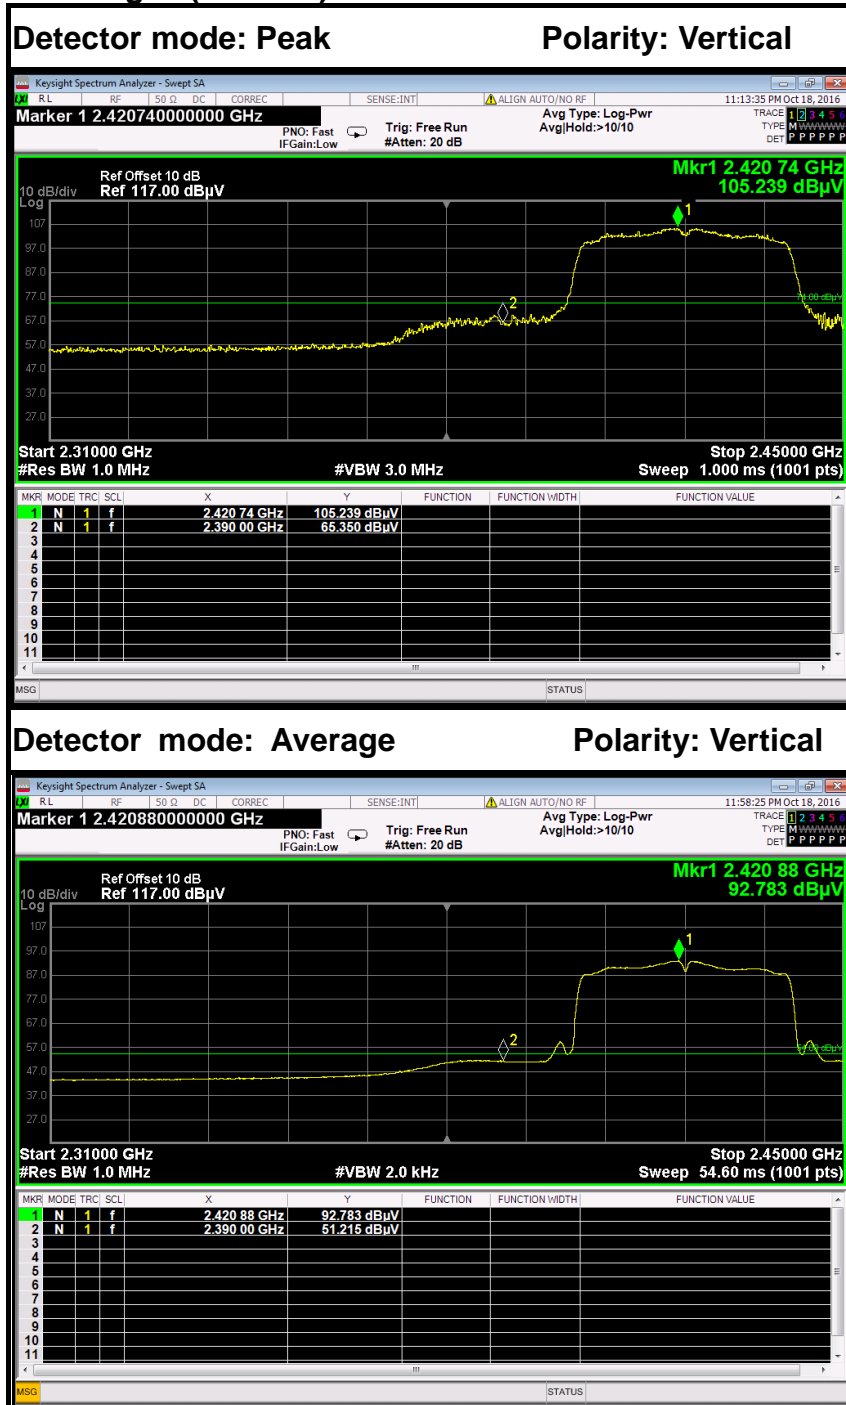 Detector mode: Peak Polarity: Vertical
Keysight Spectrum Analyzer - Swept SA
LXI RL RF 50 Ω DC CORREC SENSE:INT ALIGN AUTO/NO RF 11:13:35 PM Oct 18, 2016
Marker 1 2.420740000000 GHz Avg Type: Log-Pwr TRACE 1 2 3 4 5 6
PNO: Fast Trig: Free Run Avg|Hold:>10/10 TYPE M WWWWW
IFGain:Low #Atten: 20 dB DET P P P P P P
Mkr1 2.420 74 GHz
Ref Offset 10 dB
10 dB/div Ref 117.00 dBµV 105.239 dBµV
Log
1
107
97.0
87.0
77.0
74.00 dBµV
2
67.0
57.0
47.0
37.0
27.0
Start 2.31000 GHz Stop 2.45000 GHz
#Res BW 1.0 MHz #VBW 3.0 MHz Sweep 1.000 ms (1001 pts)
MKR MODE TRC SCL X Y FUNCTION FUNCTION WIDTH FUNCTION VALUE
1 N 1 f 2.420 74 GHz 105.239 dBµV
2 N 1 f 2.390 00 GHz 65.350 dBµV
3
4
5
6
7
8
9
10
11
MSG STATUS
Detector mode: Average Polarity: Vertical
Keysight Spectrum Analyzer - Swept SA
LXI RL RF 50 Ω DC CORREC SENSE:INT ALIGN AUTO/NO RF 11:58:25 PM Oct 18, 2016
Marker 1 2.420880000000 GHz Avg Type: Log-Pwr TRACE 1 2 3 4 5 6
PNO: Fast Trig: Free Run Avg|Hold:>10/10 TYPE M WWWWW
IFGain:Low #Atten: 20 dB DET P P P P P P
Mkr1 2.420 88 GHz
Ref Offset 10 dB
10 dB/div Ref 117.00 dBµV 92.783 dBµV
Log
107
1
97.0
87.0
77.0
67.0
57.0
2
54.00 dBµV
47.0
37.0
27.0
Start 2.31000 GHz Stop 2.45000 GHz
#Res BW 1.0 MHz #VBW 2.0 kHz Sweep 54.60 ms (1001 pts)
MKR MODE TRC SCL X Y FUNCTION FUNCTION WIDTH FUNCTION VALUE
1 N 1 f 2.420 88 GHz 92.783 dBµV
2 N 1 f 2.390 00 GHz 51.215 dBµV
3
4
5
6
7
8
9
10
11
MSG STATUS